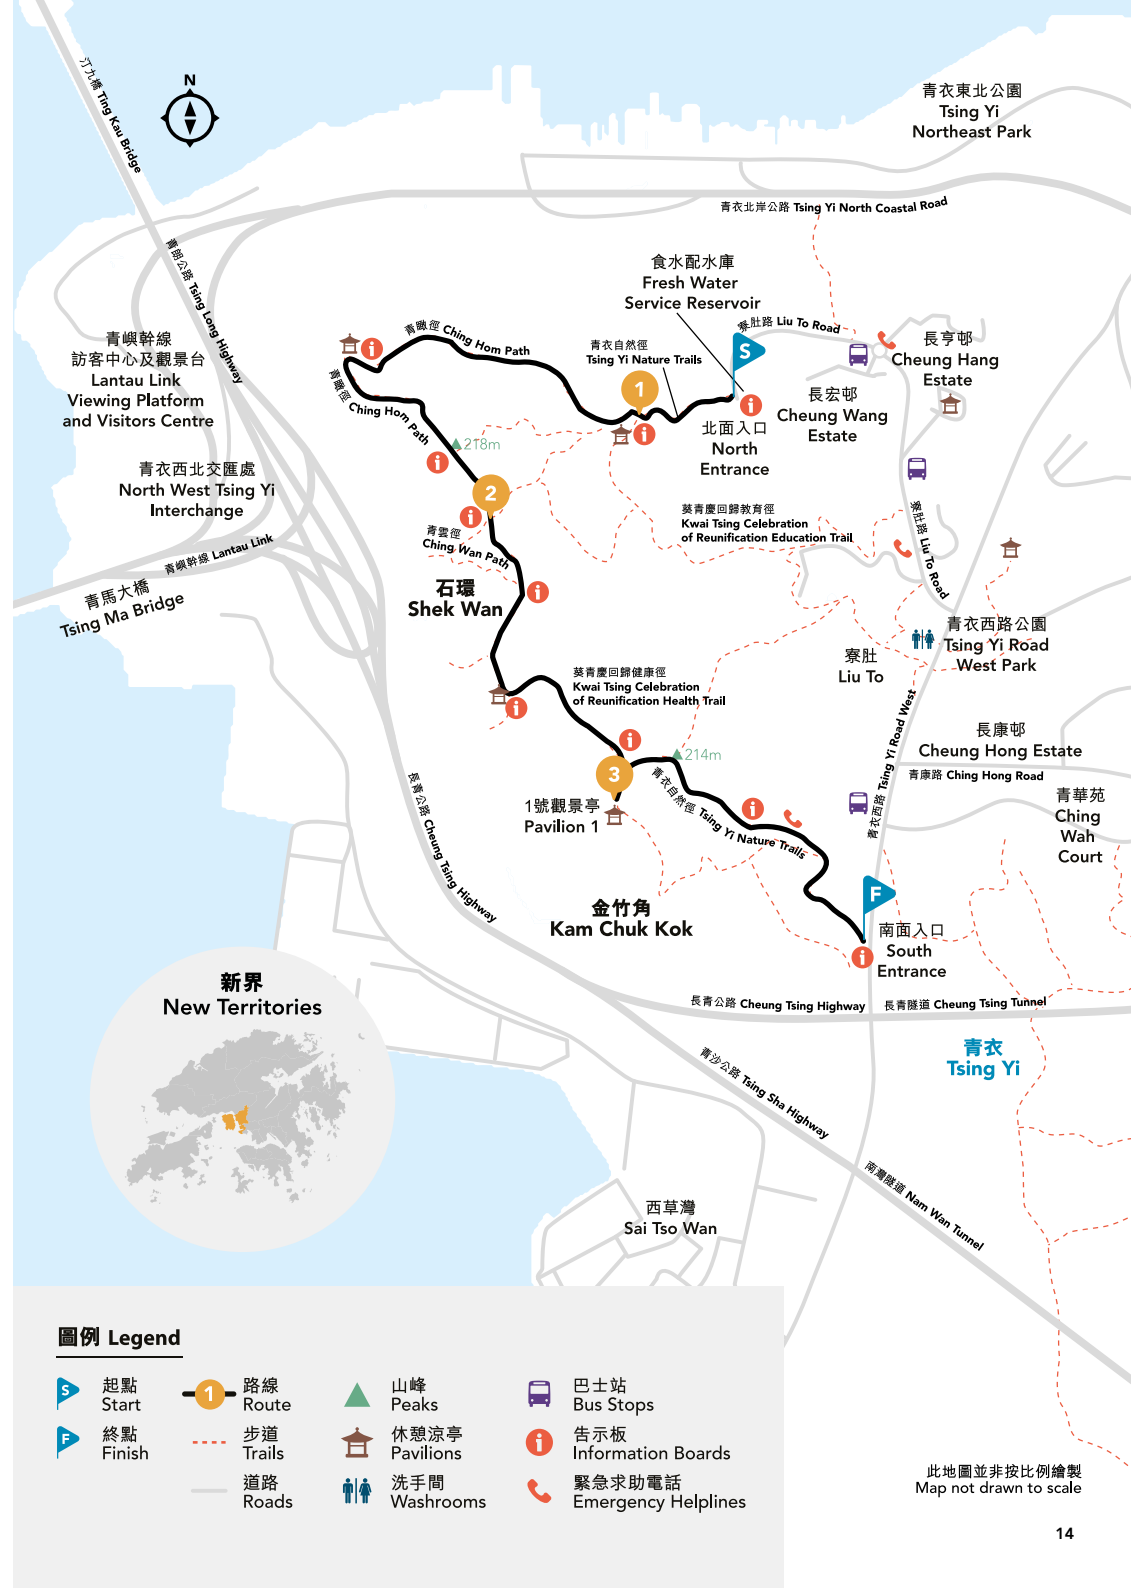 N
汀九橋 Ting Kau Bridge
青衣東北公園
Tsing Yi
Northeast Park
青衣北岸公路 Tsing Yi North Coastal Road
青朗公路 Tsing Long Highway
食水配水庫
Fresh Water
Service Reservoir
寮肚路 Liu To Road
S
青瞰徑 Ching Hom Path
青衣自然徑
Tsing Yi Nature Trails
1
長亨邨
Cheung Hang
Estate
長宏邨
Cheung Wang
Estate
青嶼幹線
訪客中心及觀景台
Lantau Link
Viewing Platform
and Visitors Centre
青瞰徑 Ching Hom Path
218m
北面入口
North
Entrance
青衣西北交匯處
North West Tsing Yi
Interchange
2
葵青慶回歸教育徑
Kwai Tsing Celebration
of Reunification Education Trail
寮肚路 Liu To Road
青雲徑
Ching Wan Path
青嶼幹線 Lantau Link
青馬大橋
Tsing Ma Bridge
石環
Shek Wan
青衣西路公園
Tsing Yi Road
West Park
寮肚
Liu To
葵青慶回歸健康徑
Kwai Tsing Celebration
of Reunification Health Trail
青衣西路 Tsing Yi Road West
長康邨
Cheung Hong Estate
青康路 Ching Hong Road
214m
3
1號觀景亭
Pavilion 1
青衣自然徑 Tsing Yi Nature Trails
青華苑
Ching
Wah
Court
長青公路 Cheung Tsing Highway
F
金竹角
Kam Chuk Kok
南面入口
South
Entrance
新界
New Territories
長青公路 Cheung Tsing Highway
長青隧道 Cheung Tsing Tunnel
青衣
Tsing Yi
青沙公路 Tsing Sha Highway
南灣隧道 Nam Wan Tunnel
西草灣
Sai Tso Wan
圖例 Legend
S
起點
Start
1
路線
Route
山峰
Peaks
巴士站
Bus Stops
F
終點
Finish
步道
Trails
休憩涼亭
Pavilions
告示板
Information Boards
道路
Roads
洗手間
Washrooms
緊急求助電話
Emergency Helplines
此地圖並非按比例繪製
Map not drawn to scale
14